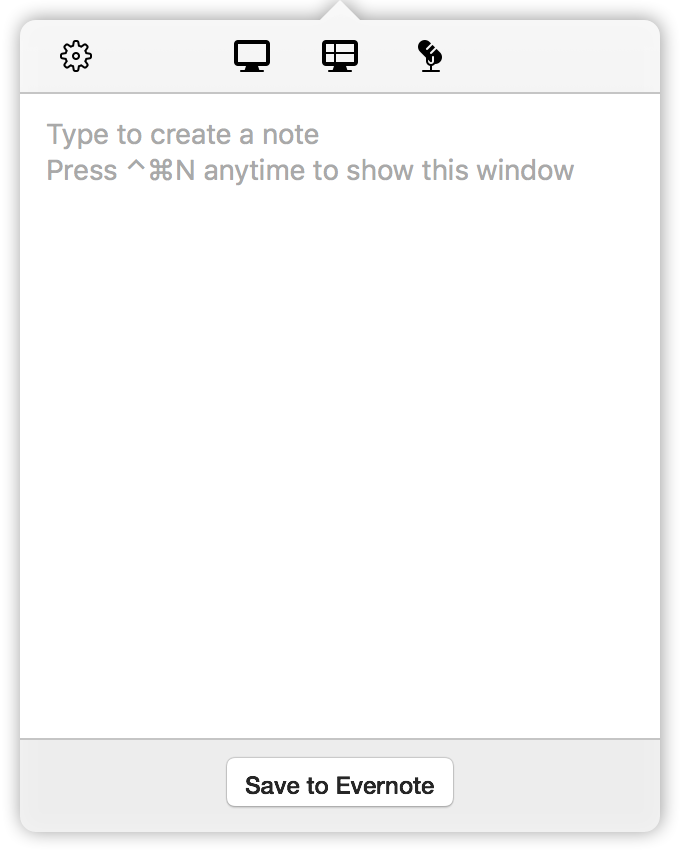 Type to create a note
Press ^⌘N anytime to show this window
Save to Evernote